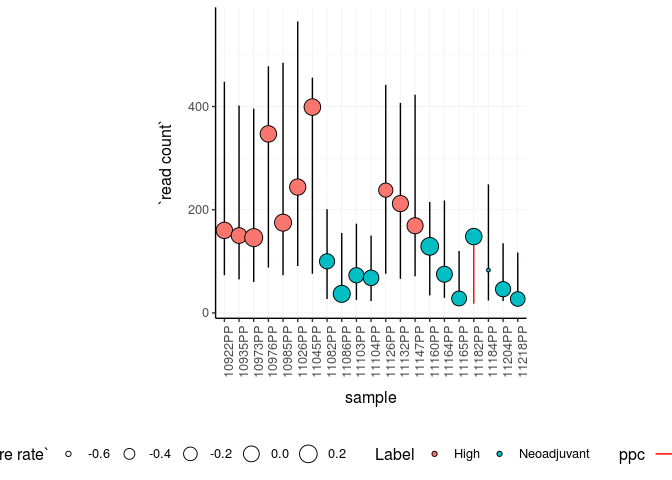 `read count`
400
200
0
10922PP
10935PP
10973PP
10976PP
10985PP
11026PP
11045PP
11082PP
11086PP
11103PP
11104PP
11126PP
11132PP
11147PP
11160PP
11164PP
11165PP
11182PP
11184PP
11204PP
11218PP
sample
re rate` -0.6 -0.4 -0.2 0.0 0.2 Label High Neoadjuvant ppc